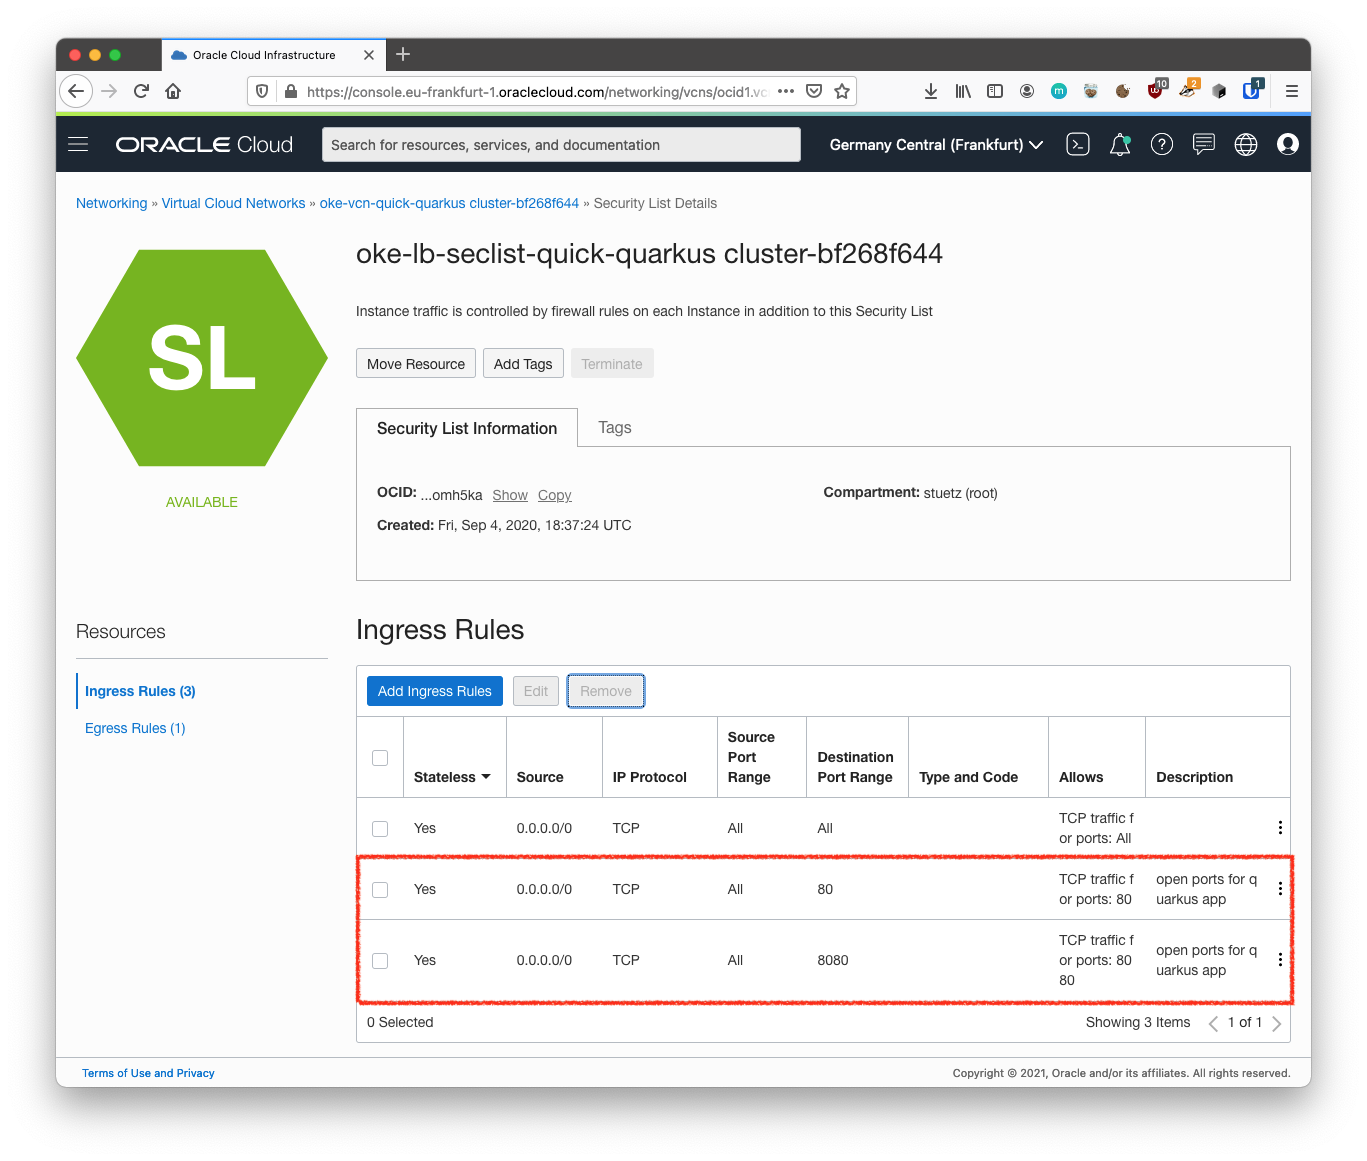 Oracle Cloud Infrastructure
https://console.eu-frankfurt-1.oraclecloud.com/networking/vcns/ocid1.vc
m
10
2
1
ORACLE Cloud
Search for resources, services, and documentation
Germany Central (Frankfurt)
Networking » Virtual Cloud Networks » oke-vcn-quick-quarkus cluster-bf268f644 » Security List Details
SL
AVAILABLE
oke-lb-seclist-quick-quarkus cluster-bf268f644
Instance traffic is controlled by firewall rules on each Instance in addition to this Security List
Move Resource
Add Tags
Terminate
Security List Information
Tags
OCID: ...omh5ka Show Copy
Created: Fri, Sep 4, 2020, 18:37:24 UTC
Compartment: stuetz (root)
Resources
Ingress Rules (3)
Egress Rules (1)
Ingress Rules
Add Ingress Rules
Edit
Remove
Stateless
Source
IP Protocol
Source
Port
Range
Destination
Port Range
Type and Code
Allows
Description
Yes
0.0.0.0/0
TCP
All
All
TCP traffic f
or ports: All
Yes
0.0.0.0/0
TCP
All
80
TCP traffic f
or ports: 80
open ports for q
uarkus app
Yes
0.0.0.0/0
TCP
All
8080
TCP traffic f
or ports: 80
80
open ports for q
uarkus app
0 Selected
Showing 3 Items
1 of 1
Terms of Use and Privacy
Copyright © 2021, Oracle and/or its affiliates. All rights reserved.